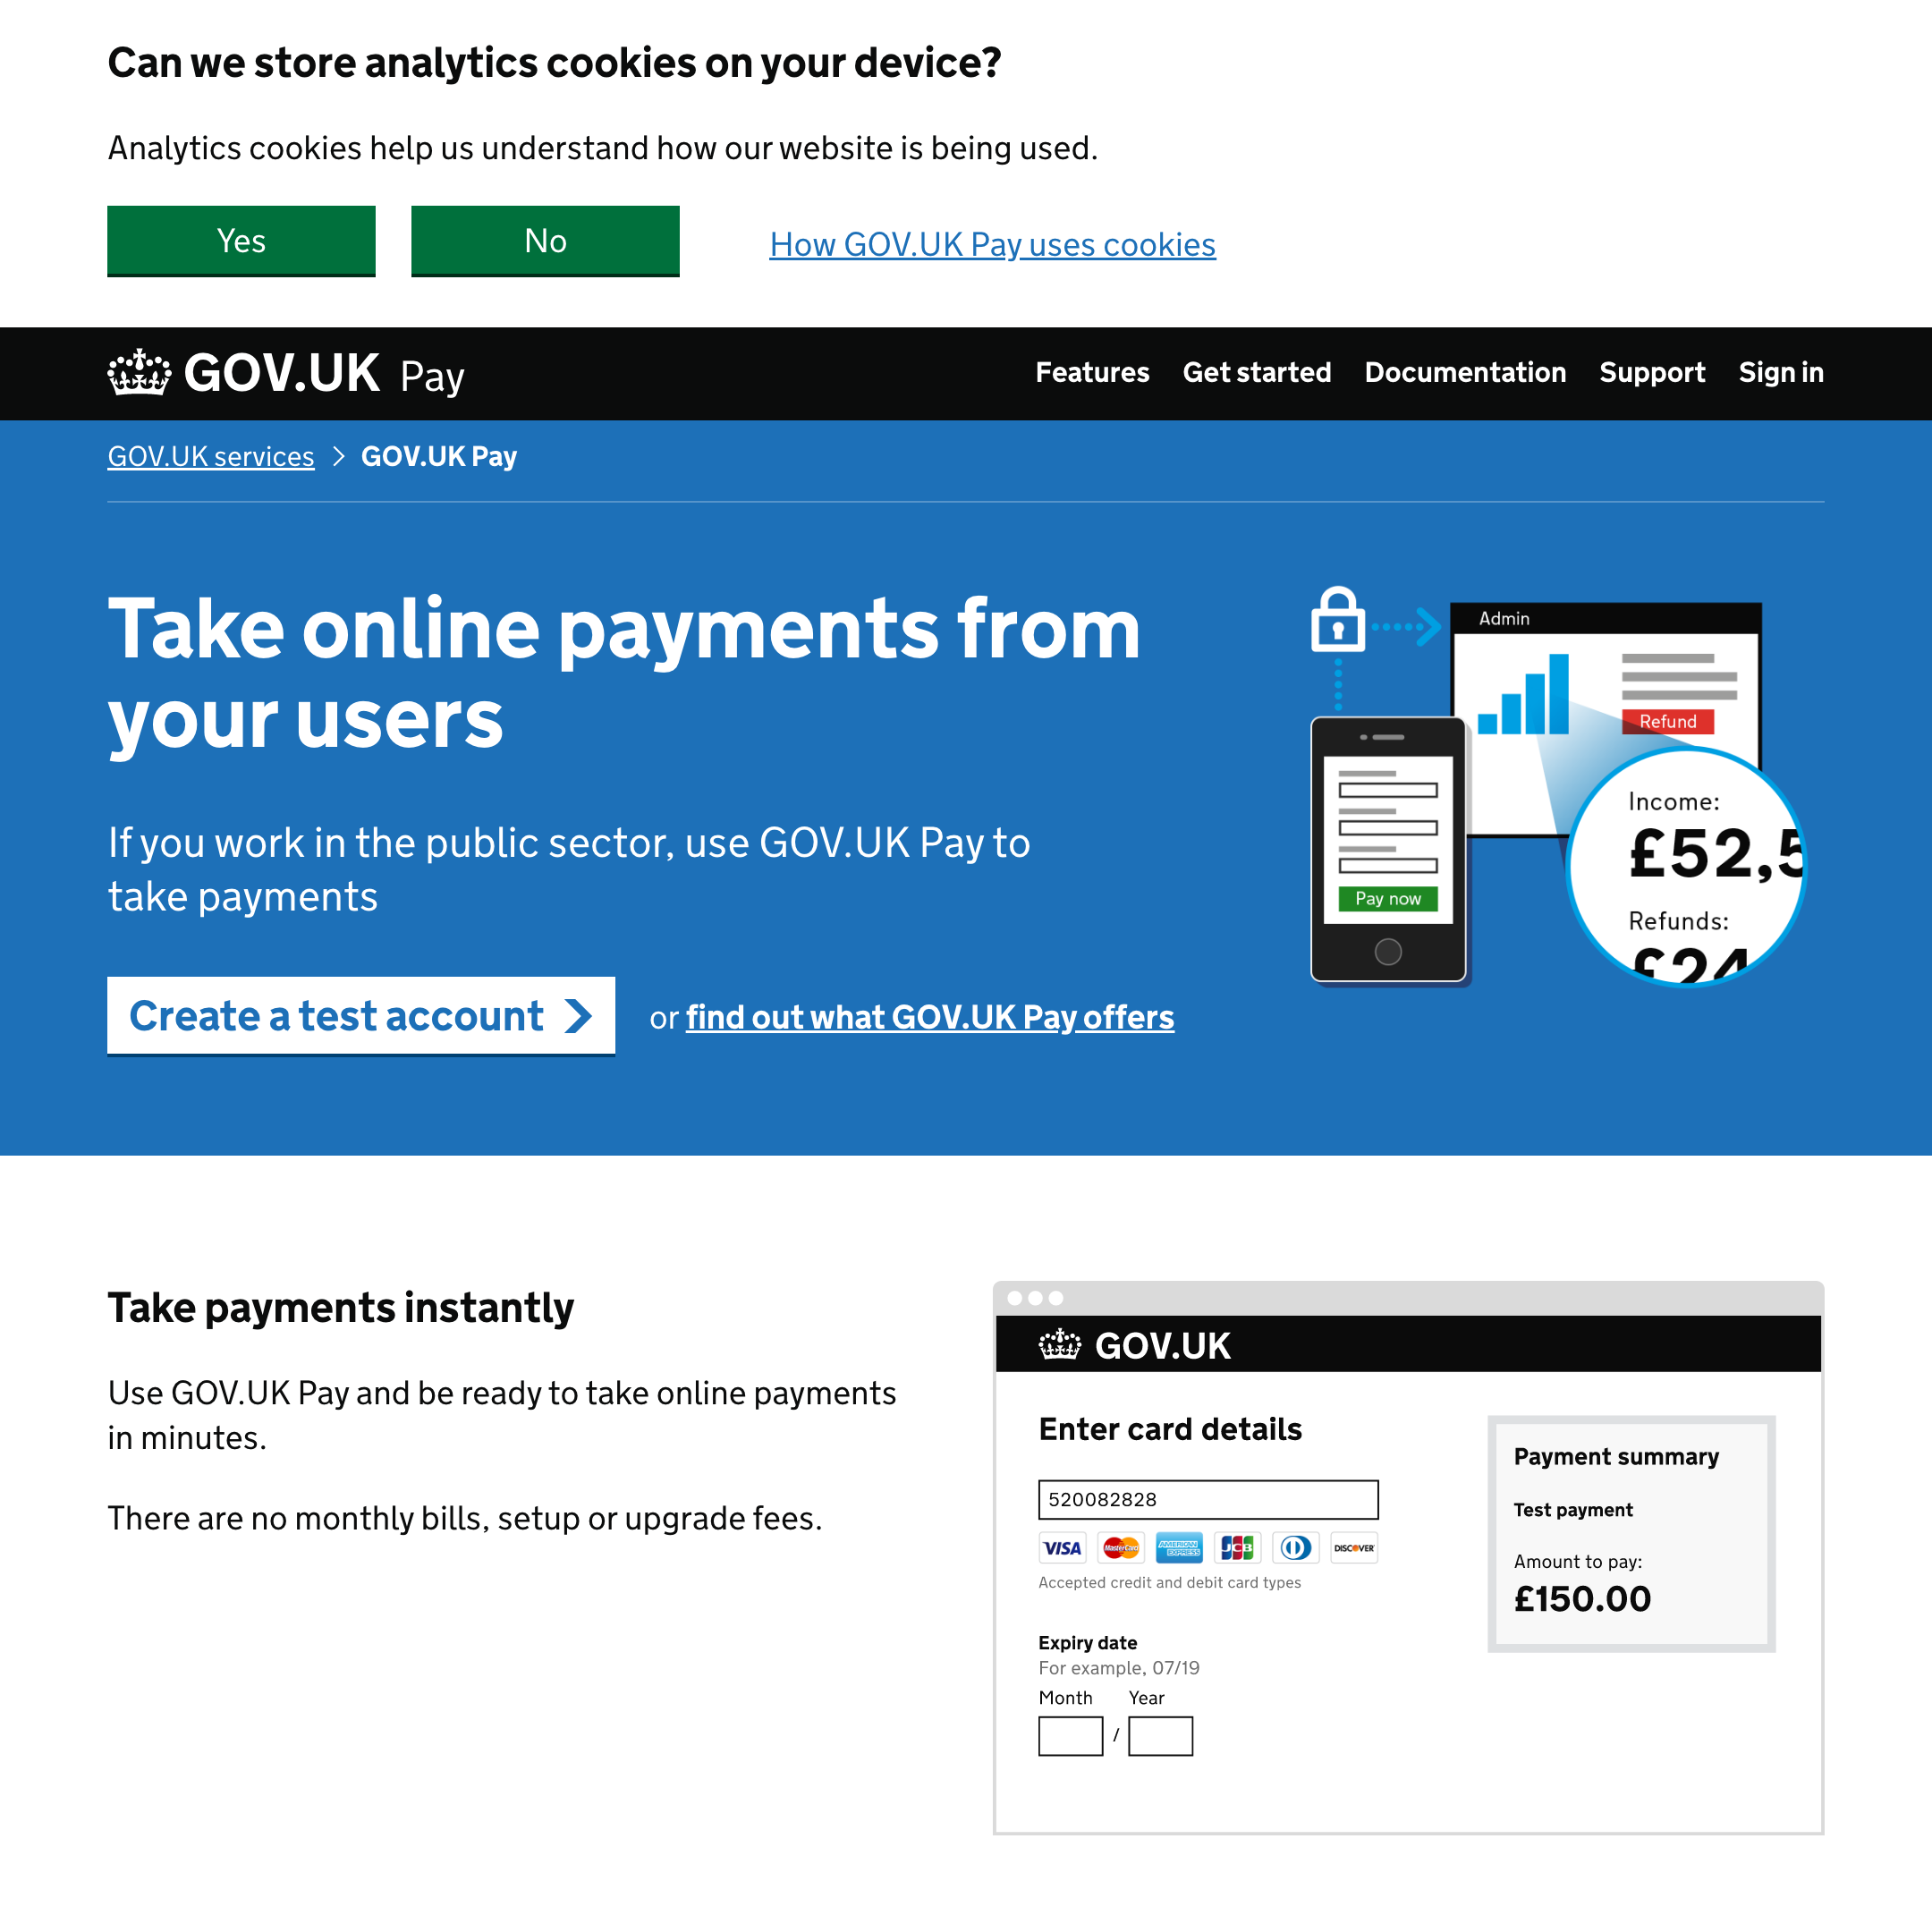 Can we store analytics cookies on your device?
Analytics cookies help us understand how our website is being used.
Yes
No
How GOV.UK Pay uses cookies
GOV.UK Pay
Features
Get started
Documentation
Support
Sign in
GOV.UK services
GOV.UK Pay
Take online payments from
your users
If you work in the public sector, use GOV.UK Pay to
take payments
Create a test account
or find out what GOV.UK Pay offers
Admin
Refund
Pay now
Income:
£52,5
Refunds:
£24
Take payments instantly
Use GOV.UK Pay and be ready to take online payments
in minutes.
There are no monthly bills, setup or upgrade fees.
GOV.UK
Enter card details
520082828
VISA
MasterCard
AMERICAN EXPRESS
JCB
DISCOVER
Accepted credit and debit card types
Expiry date
For example, 07/19
Month
Year
/
Payment summary
Test payment
Amount to pay:
£150.00